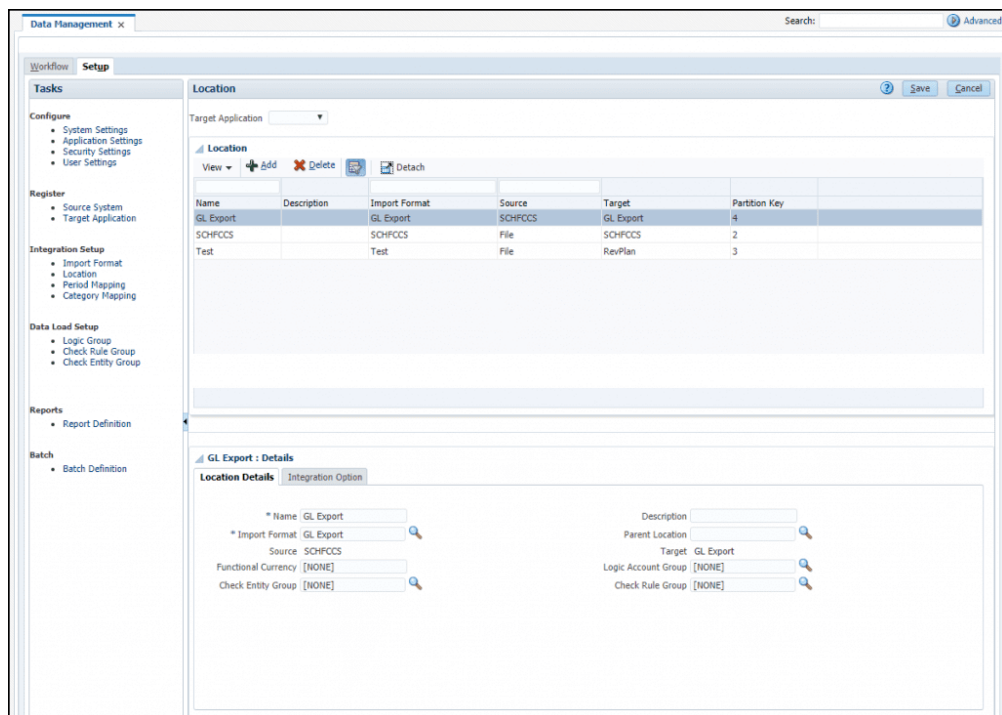 Data Management ×
Search:
Advanced
Workflow Setup
Tasks
Configure
System Settings
Application Settings
Security Settings
User Settings
Register
Source System
Target Application
Integration Setup
Import Format
Location
Period Mapping
Category Mapping
Data Load Setup
Logic Group
Check Rule Group
Check Entity Group
Reports
Report Definition
Batch
Batch Definition
Location
? Save Cancel
Target Application
Location
View Add Delete Detach
Name Description Import Format Source Target Partition Key
GL Export GL Export SCHFCCS GL Export 4
SCHFCCS SCHFCCS File SCHFCCS 2
Test Test File RevPlan 3
GL Export : Details
Location Details Integration Option
* Name GL Export Description
* Import Format GL Export Parent Location
Source SCHFCCS Target GL Export
Functional Currency [NONE] Logic Account Group [NONE]
Check Entity Group [NONE] Check Rule Group [NONE]